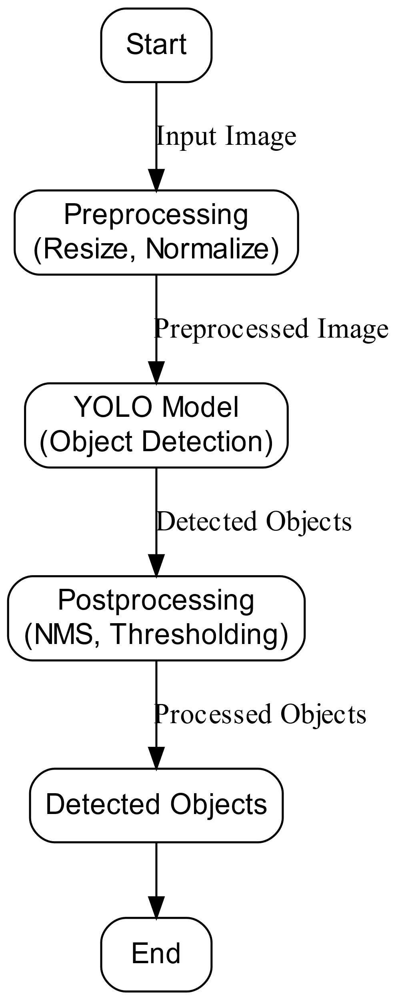 Start
Input Image
Preprocessing
(Resize, Normalize)
Preprocessed Image
YOLO Model
(Object Detection)
Detected Objects
Postprocessing
(NMS, Thresholding)
Processed Objects
Detected Objects
End